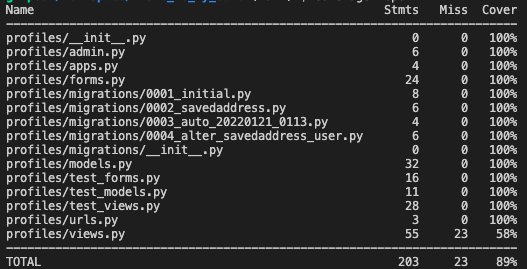 Name Stmts Miss Cover
profiles/__init__.py 0 0 100%
profiles/admin.py 6 0 100%
profiles/apps.py 4 0 100%
profiles/forms.py 24 0 100%
profiles/migrations/0001_initial.py 8 0 100%
profiles/migrations/0002_savedaddress.py 6 0 100%
profiles/migrations/0003_auto_20220121_0113.py 4 0 100%
profiles/migrations/0004_alter_savedaddress_user.py 6 0 100%
profiles/migrations/__init__.py 0 0 100%
profiles/models.py 32 0 100%
profiles/test_forms.py 16 0 100%
profiles/test_models.py 11 0 100%
profiles/test_views.py 28 0 100%
profiles/urls.py 3 0 100%
profiles/views.py 55 23 58%
TOTAL 203 23 89%